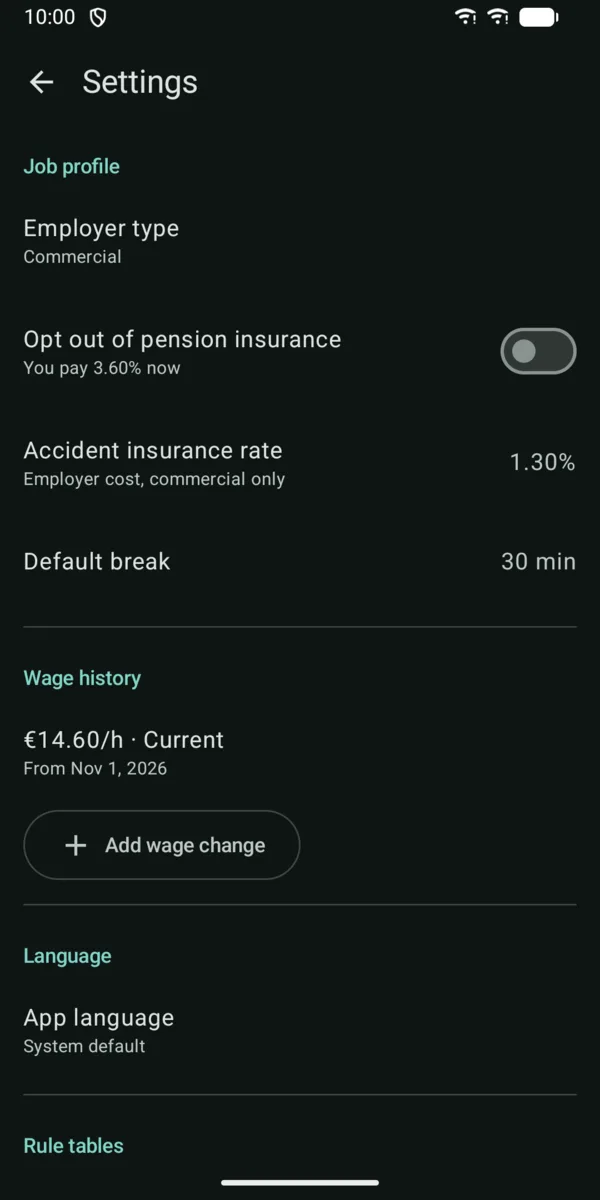 10:00
Settings
Job profile
Employer type
Commercial
Opt out of pension insurance
You pay 3.60% now
Accident insurance rate
Employer cost, commercial only
1.30%
Default break
30 min
Wage history
€14.60/h · Current
From Nov 1, 2026
Add wage change
Language
App language
System default
Rule tables